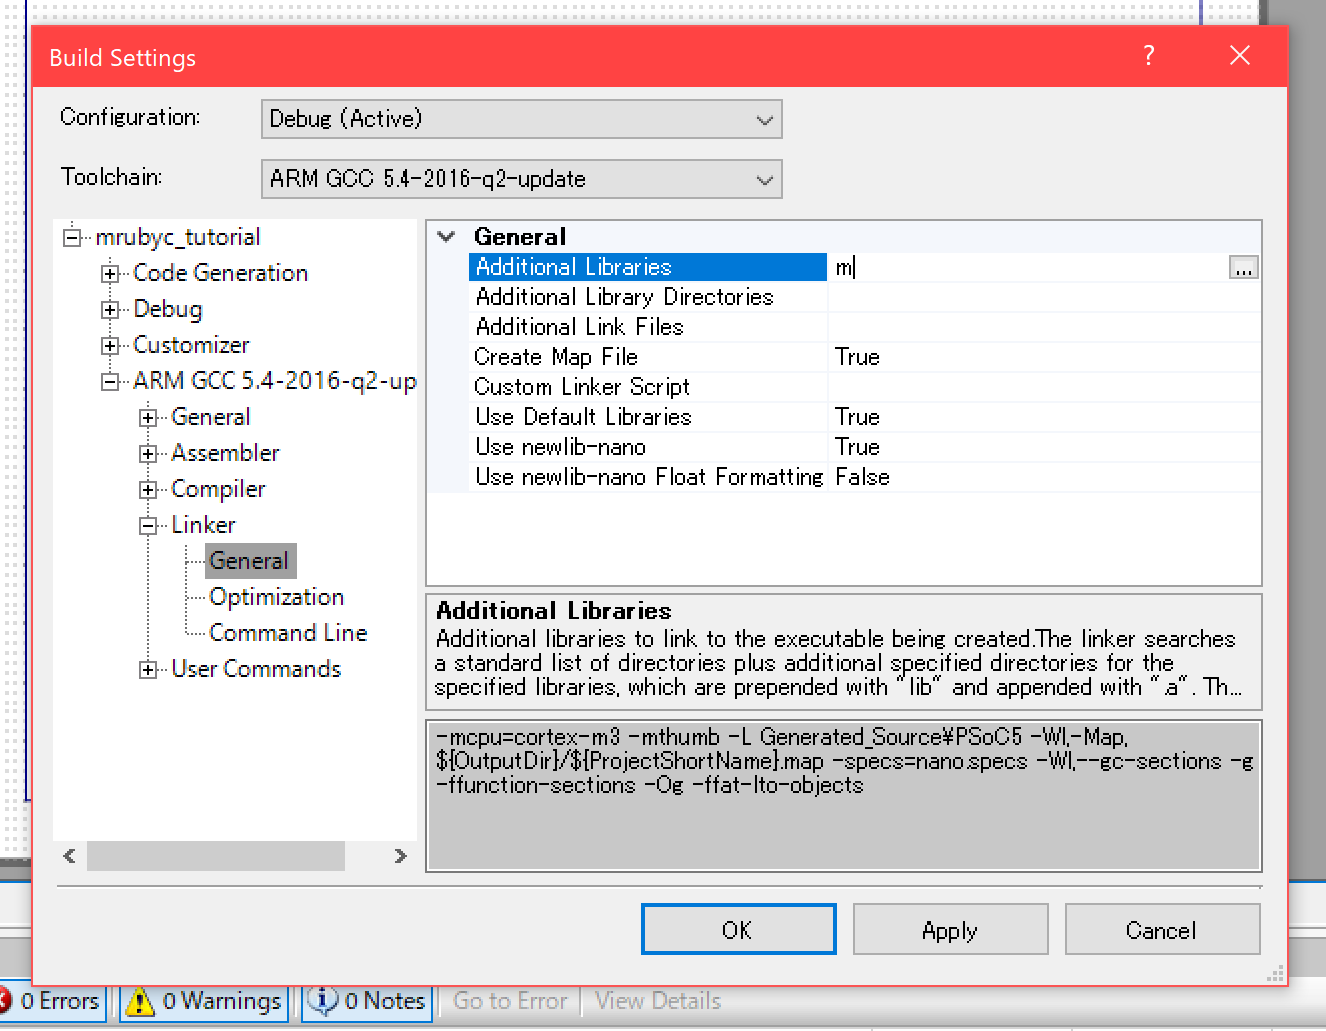 Build Settings
?
Configuration:
Debug (Active)
Toolchain:
ARM GCC 5.4-2016-q2-update
mrubyc_tutorial
Code Generation
Debug
Customizer
ARM GCC 5.4-2016-q2-up
General
Assembler
Compiler
Linker
General
Optimization
Command Line
User Commands
General
Additional Libraries m ...
Additional Library Directories
Additional Link Files
Create Map File True
Custom Linker Script
Use Default Libraries True
Use newlib-nano True
Use newlib-nano Float Formatting False
Additional Libraries
Additional libraries to link to the executable being created.The linker searches
a standard list of directories plus additional specified directories for the
specified libraries, which are prepended with "lib" and appended with ".a". Th...
-mcpu=cortex-m3 -mthumb -L Generated_Source¥PSoC5 -Wl,-Map,
${OutputDir}/${ProjectShortName}.map -specs=nano.specs -Wl,--gc-sections -g
-ffunction-sections -Og -ffat-lto-objects
OK
Apply
Cancel
0 Errors
0 Warnings
0 Notes
Go to Error
View Details